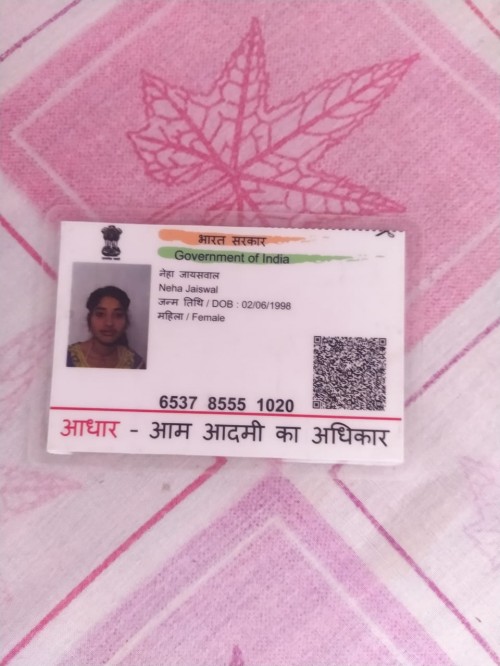 भारत सरकार
Government of India
नेहा जायसवाल
Neha Jaiswal
जन्म तिथि / DOB : 02/06/1998
महिला / Female
6537 8555 1020
आधार - आम आदमी का अधिकार